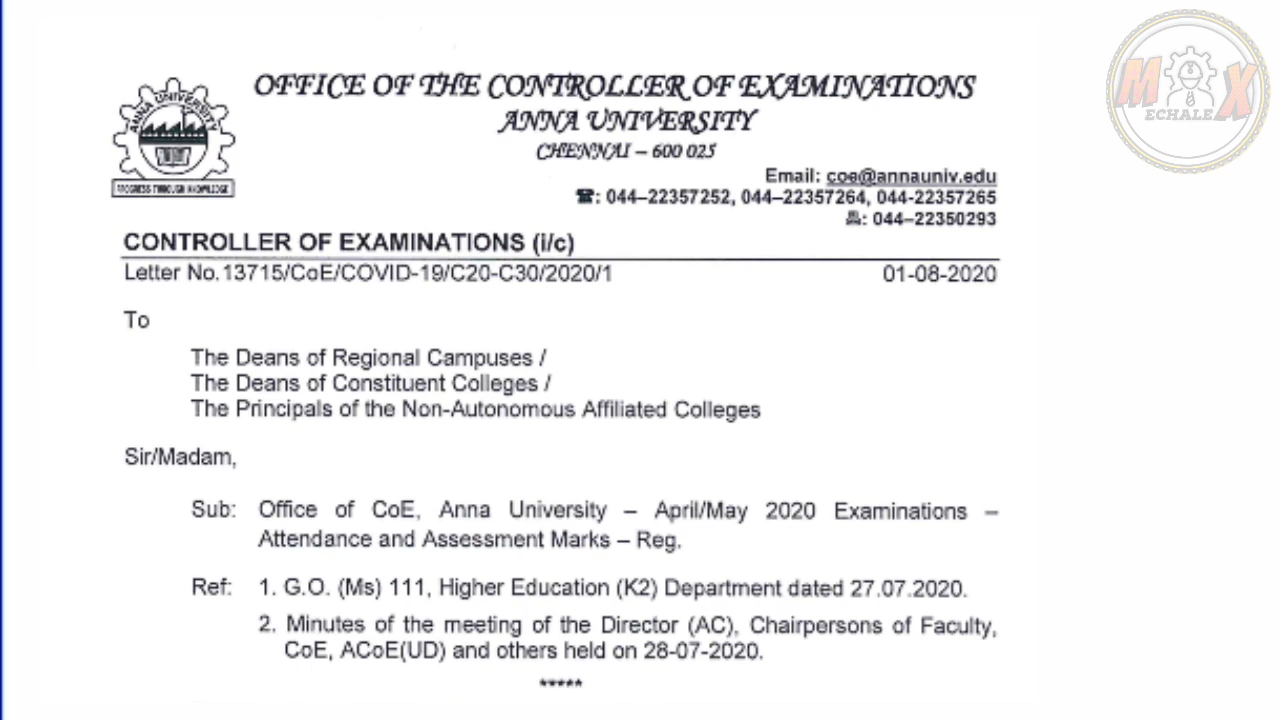 OFFICE OF THE CONTROLLER OF EXAMINATIONS
ANNA UNIVERSITY
CHENNAI – 600 025
ANNA UNIVERSITY
PROGRESS THROUGH KNOWLEDGE
MECHALEX
Email: coe@annauniv.edu
☎: 044–22357252, 044–22357264, 044-22357265
🖷: 044–22350293
CONTROLLER OF EXAMINATIONS (i/c)
Letter No.13715/CoE/COVID-19/C20-C30/2020/1 01-08-2020
To
The Deans of Regional Campuses /
The Deans of Constituent Colleges /
The Principals of the Non-Autonomous Affiliated Colleges
Sir/Madam,
Sub: Office of CoE, Anna University – April/May 2020 Examinations –
Attendance and Assessment Marks – Reg.
Ref: 1. G.O. (Ms) 111, Higher Education (K2) Department dated 27.07.2020.
2. Minutes of the meeting of the Director (AC), Chairpersons of Faculty,
CoE, ACoE(UD) and others held on 28-07-2020.
*****